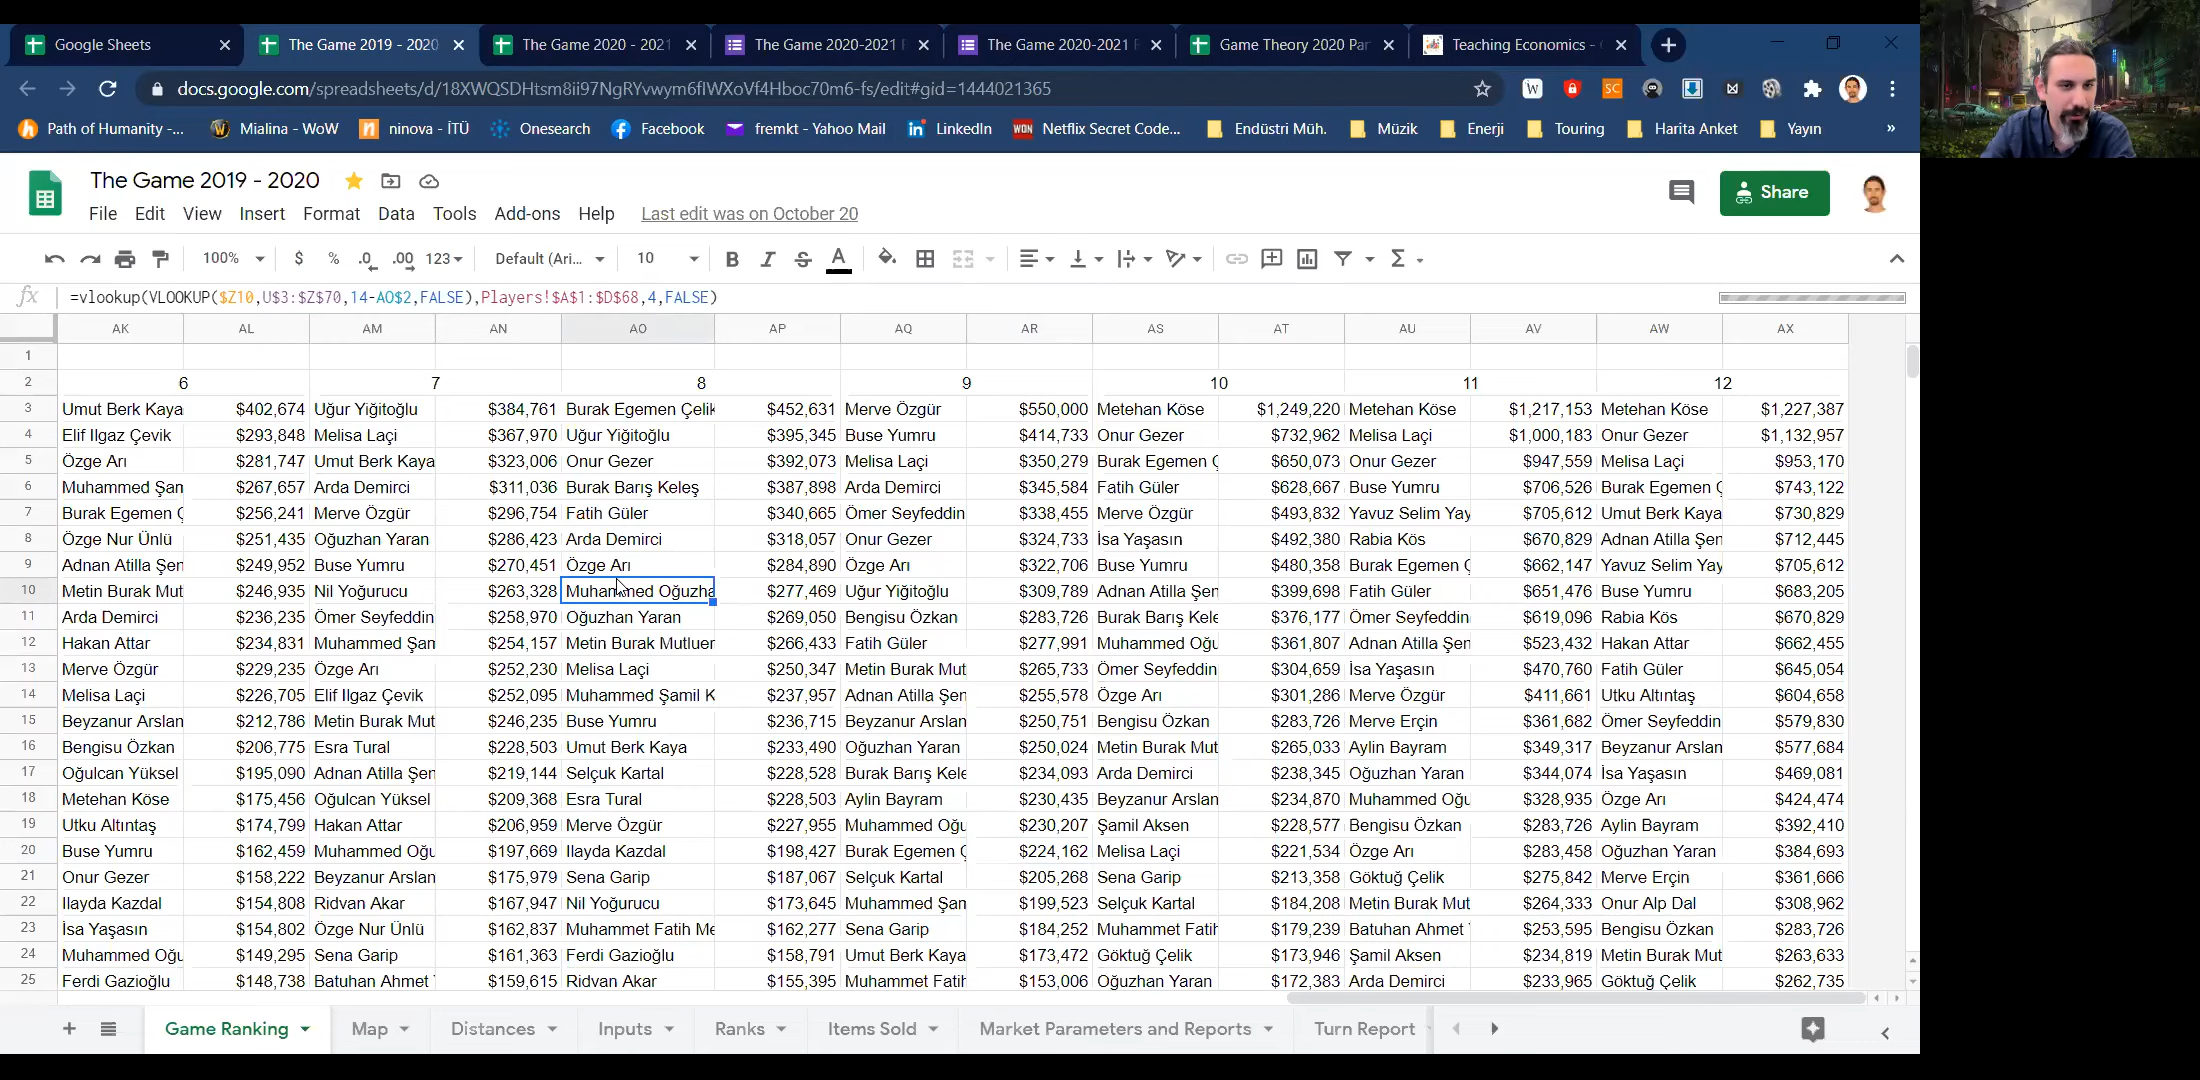 Google Sheets
The Game 2019 - 2020
The Game 2020 - 2021
The Game 2020-2021
The Game 2020-2021
Game Theory 2020 Par
Teaching Economics -
docs.google.com/spreadsheets/d/18XWQSDHtsm8ii97NgRYvwym6fIWXoVf4Hboc70m6-fs/edit#gid=1444021365
Path of Humanity -... Mialina - WoW ninova - İTÜ Onesearch Facebook fremkt - Yahoo Mail LinkedIn Netflix Secret Code... Endüstri Müh. Müzik Enerji Touring Harita Anket Yayın »
The Game 2019 - 2020
Share
File Edit View Insert Format Data Tools Add-ons Help Last edit was on October 20
100% $ % .0 .00 123 Default (Ari... 10 B I S A Σ
fx =vlookup(VLOOKUP($Z10,U$3:$Z$70,14-AO$2,FALSE),Players!$A$1:$D$68,4,FALSE)
AK AL AM AN AO AP AQ AR AS AT AU AV AW AX
1
2 6 7 8 9 10 11 12
3 Umut Berk Kaya $402,674 Uğur Yiğitoğlu $384,761 Burak Egemen Çelik $452,631 Merve Özgür $550,000 Metehan Köse $1,249,220 Metehan Köse $1,217,153 Metehan Köse $1,227,387
4 Elif Ilgaz Çevik $293,848 Melisa Laçi $367,970 Uğur Yiğitoğlu $395,345 Buse Yumru $414,733 Onur Gezer $732,962 Melisa Laçi $1,000,183 Onur Gezer $1,132,957
5 Özge Arı $281,747 Umut Berk Kaya $323,006 Onur Gezer $392,073 Melisa Laçi $350,279 Burak Egemen Ç $650,073 Onur Gezer $947,559 Melisa Laçi $953,170
6 Muhammed Şam $267,657 Arda Demirci $311,036 Burak Barış Keleş $387,898 Arda Demirci $345,584 Fatih Güler $628,667 Buse Yumru $706,526 Burak Egemen Ç $743,122
7 Burak Egemen Ç $256,241 Merve Özgür $296,754 Fatih Güler $340,665 Ömer Seyfeddin $338,455 Merve Özgür $493,832 Yavuz Selim Yay $705,612 Umut Berk Kaya $730,829
8 Özge Nur Ünlü $251,435 Oğuzhan Yaran $286,423 Arda Demirci $318,057 Onur Gezer $324,733 İsa Yaşasın $492,380 Rabia Kös $670,829 Adnan Atilla Şen $712,445
9 Adnan Atilla Şen $249,952 Buse Yumru $270,451 Özge Arı $284,890 Özge Arı $322,706 Buse Yumru $480,358 Burak Egemen Ç $662,147 Yavuz Selim Yay $705,612
10 Metin Burak Mut $246,935 Nil Yoğurucu $263,328 Muhammed Oğuzha $277,469 Uğur Yiğitoğlu $309,789 Adnan Atilla Şen $399,698 Fatih Güler $651,476 Buse Yumru $683,205
11 Arda Demirci $236,235 Ömer Seyfeddin $258,970 Oğuzhan Yaran $269,050 Bengisu Özkan $283,726 Burak Barış Kele $376,177 Ömer Seyfeddin $619,096 Rabia Kös $670,829
12 Hakan Attar $234,831 Muhammed Şam $254,157 Metin Burak Mutluer $266,433 Fatih Güler $277,991 Muhammed Oğu $361,807 Adnan Atilla Şen $523,432 Hakan Attar $662,455
13 Merve Özgür $229,235 Özge Arı $252,230 Melisa Laçi $250,347 Metin Burak Mut $265,733 Ömer Seyfeddin $304,659 İsa Yaşasın $470,760 Fatih Güler $645,054
14 Melisa Laçi $226,705 Elif Ilgaz Çevik $252,095 Muhammed Şamil K $237,957 Adnan Atilla Şen $255,578 Özge Arı $301,286 Merve Özgür $411,661 Utku Altıntaş $604,658
15 Beyzanur Arslan $212,786 Metin Burak Mut $246,235 Buse Yumru $236,715 Beyzanur Arslan $250,751 Bengisu Özkan $283,726 Merve Erçin $361,682 Ömer Seyfeddin $579,830
16 Bengisu Özkan $206,775 Esra Tural $228,503 Umut Berk Kaya $233,490 Oğuzhan Yaran $250,024 Metin Burak Mut $265,033 Aylin Bayram $349,317 Beyzanur Arslan $577,684
17 Oğulcan Yüksel $195,090 Adnan Atilla Şen $219,144 Selçuk Kartal $228,528 Burak Barış Kele $234,093 Arda Demirci $238,345 Oğuzhan Yaran $344,074 İsa Yaşasın $469,081
18 Metehan Köse $175,456 Oğulcan Yüksel $209,368 Esra Tural $228,503 Aylin Bayram $230,435 Beyzanur Arslan $234,870 Muhammed Oğu $328,935 Özge Arı $424,474
19 Utku Altıntaş $174,799 Hakan Attar $206,959 Merve Özgür $227,955 Muhammed Oğu $230,207 Şamil Aksen $228,577 Bengisu Özkan $283,726 Aylin Bayram $392,410
20 Buse Yumru $162,459 Muhammed Oğu $197,669 Ilayda Kazdal $198,427 Burak Egemen Ç $224,162 Melisa Laçi $221,534 Özge Arı $283,458 Oğuzhan Yaran $384,693
21 Onur Gezer $158,222 Beyzanur Arslan $175,979 Sena Garip $187,067 Selçuk Kartal $205,268 Sena Garip $213,358 Göktuğ Çelik $275,842 Merve Erçin $361,666
22 Ilayda Kazdal $154,808 Rıdvan Akar $167,947 Nil Yoğurucu $173,645 Muhammed Şam $199,523 Selçuk Kartal $184,208 Metin Burak Mut $264,333 Onur Alp Dal $308,962
23 İsa Yaşasın $154,802 Özge Nur Ünlü $162,837 Muhammet Fatih Me $162,277 Sena Garip $184,252 Muhammet Fatih $179,239 Batuhan Ahmet $253,595 Bengisu Özkan $283,726
24 Muhammed Oğu $149,295 Sena Garip $161,363 Ferdi Gazioğlu $158,791 Umut Berk Kaya $173,472 Göktuğ Çelik $173,946 Şamil Aksen $234,819 Metin Burak Mut $263,633
25 Ferdi Gazioğlu $148,738 Batuhan Ahmet $159,615 Rıdvan Akar $155,395 Muhammet Fatih $153,006 Oğuzhan Yaran $172,383 Arda Demirci $233,965 Göktuğ Çelik $262,735
Game Ranking Map Distances Inputs Ranks Items Sold Market Parameters and Reports Turn Report